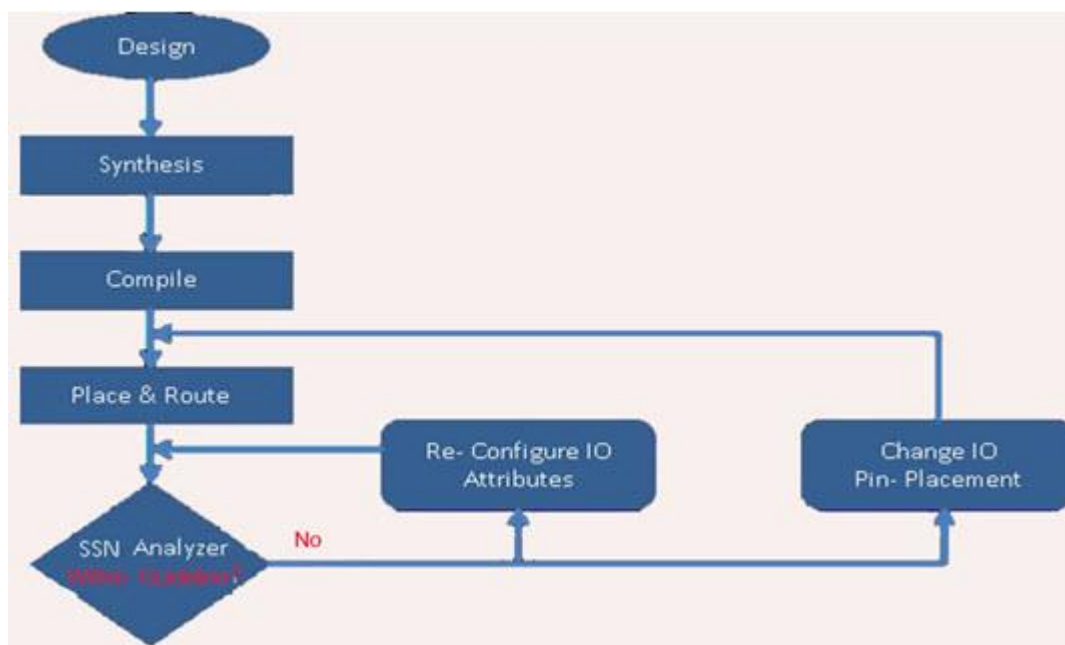 Design
Synthesis
Compile
Place & Route
Re- Configure IO
Attributes
Change IO
Pin- Placement
SSN Analyzer
No